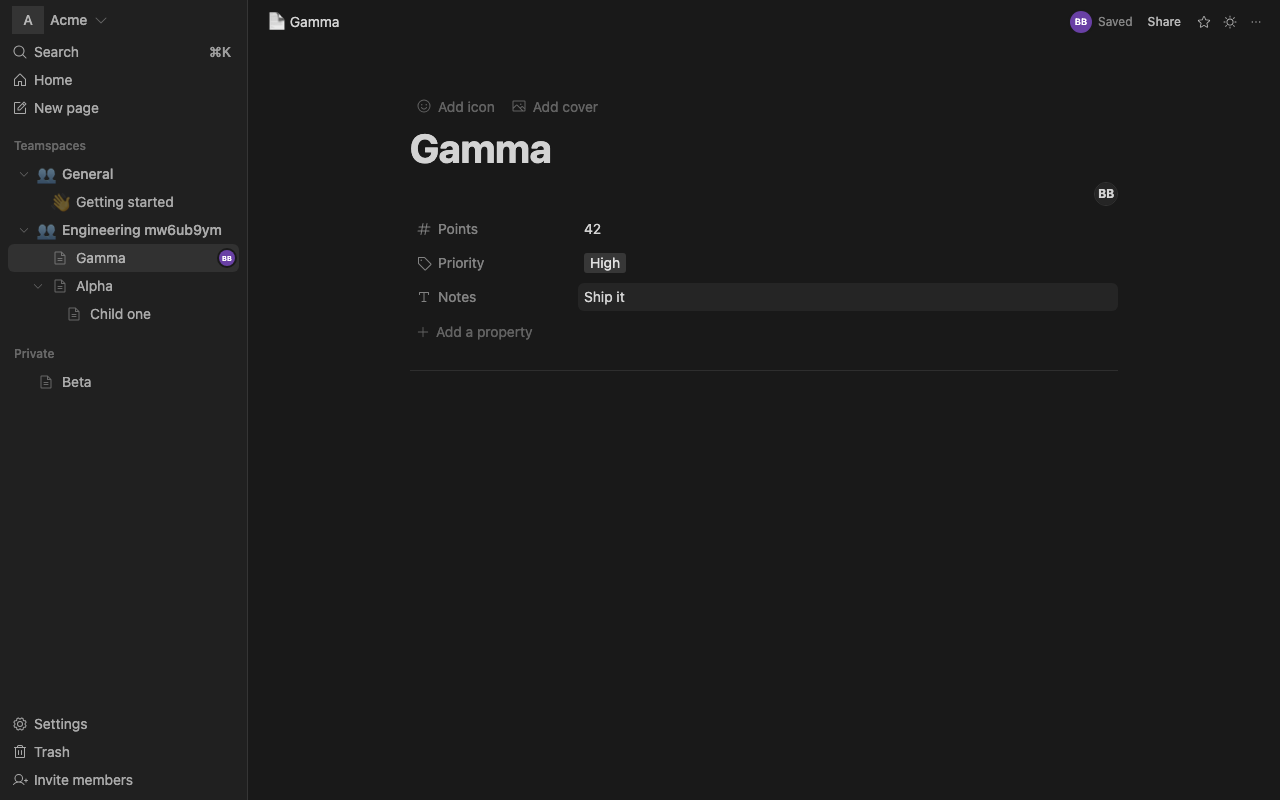 A Acme
Search ⌘K
Home
New page
Teamspaces
General
Getting started
Engineering mw6ub9ym
Gamma BB
Alpha
Child one
Private
Beta
Settings
Trash
Invite members
Gamma
BB Saved Share
Add icon Add cover
Gamma
BB
Points 42
Priority High
Notes Ship it
Add a property